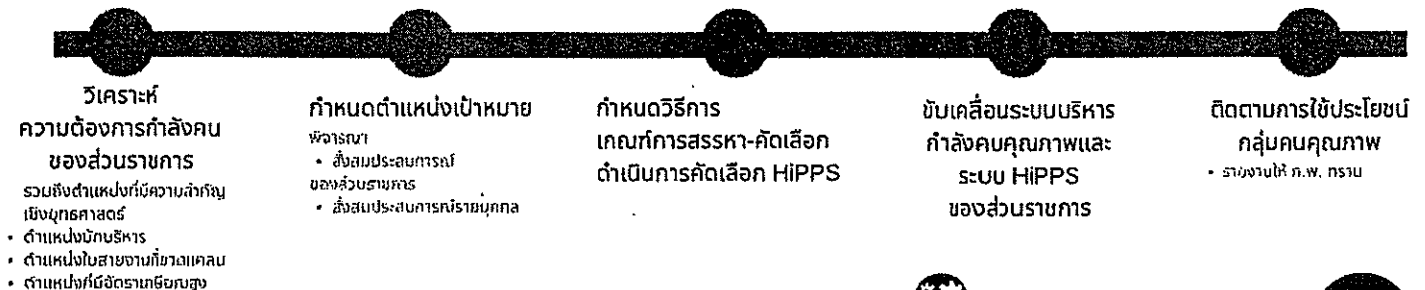 วิเคราะห์
ความต้องการกำลังคน
ของส่วนราชการ
รวมถึงตำแหน่งที่มีความสำคัญ
เชิงยุทธศาสตร์
• ตำแหน่งนักบริหาร
• ตำแหน่งในสายงานที่ขาดแคลน
• ตำแหน่งที่มีอัตราเกษียณสูง
กำหนดตำแหน่งเป้าหมาย
พิจารณา
• สั่งสมประสบการณ์
ของส่วนราชการ
• สั่งสมประสบการณ์รายบุคคล
กำหนดวิธีการ
เกณฑ์การสรรหา-คัดเลือก
ดำเนินการคัดเลือก HiPPS
ขับเคลื่อนระบบบริหาร
กำลังคนคุณภาพและ
ระบบ HiPPS
ของส่วนราชการ
ติดตามการใช้ประโยชน์
กลุ่มคนคุณภาพ
• รายงานให้ ก.พ. ทราบ